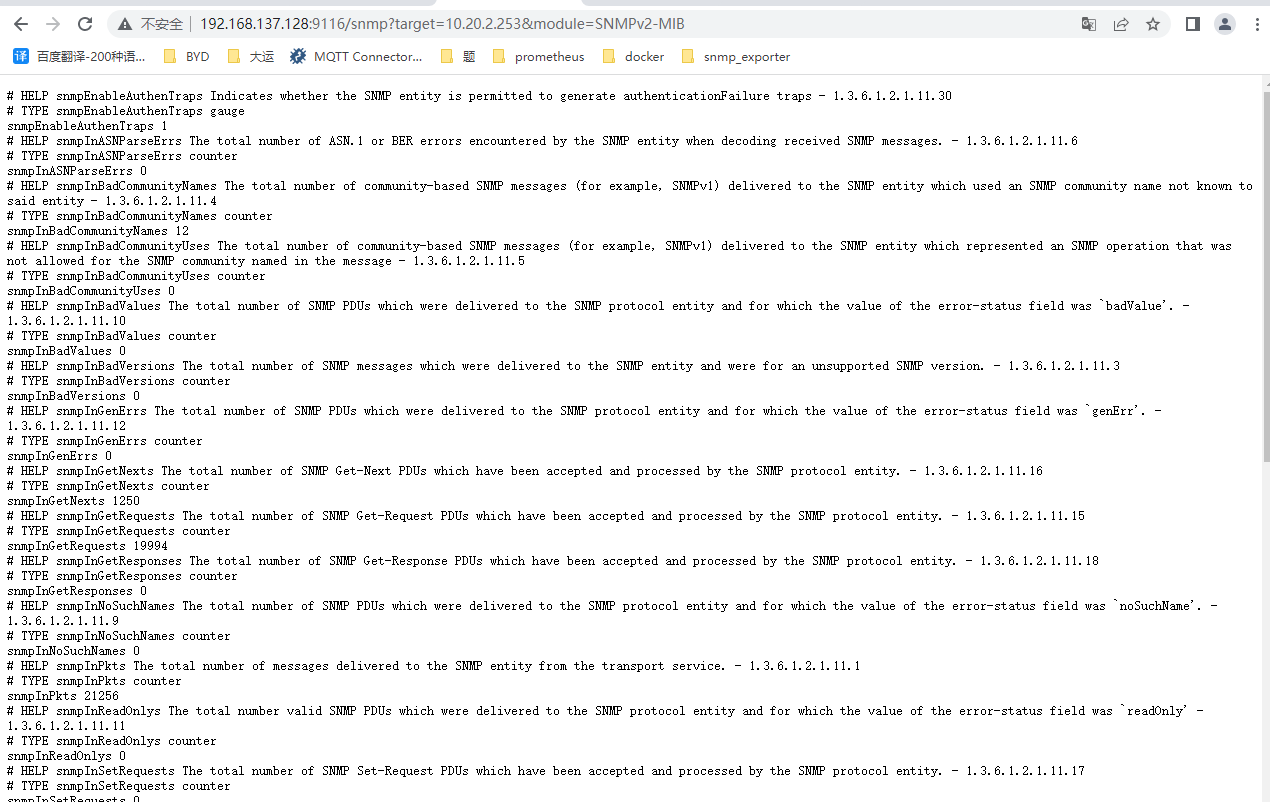 不安全 192.168.137.128:9116/snmp?target=10.20.2.253&module=SNMPv2-MIB
译 百度翻译-200种语... BYD 大运 MQTT Connector... 题 prometheus docker snmp_exporter
# HELP snmpEnableAuthenTraps Indicates whether the SNMP entity is permitted to generate authenticationFailure traps - 1.3.6.1.2.1.11.30
# TYPE snmpEnableAuthenTraps gauge
snmpEnableAuthenTraps 1
# HELP snmpInASNParseErrs The total number of ASN.1 or BER errors encountered by the SNMP entity when decoding received SNMP messages. - 1.3.6.1.2.1.11.6
# TYPE snmpInASNParseErrs counter
snmpInASNParseErrs 0
# HELP snmpInBadCommunityNames The total number of community-based SNMP messages (for example, SNMPv1) delivered to the SNMP entity which used an SNMP community name not known to
said entity - 1.3.6.1.2.1.11.4
# TYPE snmpInBadCommunityNames counter
snmpInBadCommunityNames 12
# HELP snmpInBadCommunityUses The total number of community-based SNMP messages (for example, SNMPv1) delivered to the SNMP entity which represented an SNMP operation that was
not allowed for the SNMP community named in the message - 1.3.6.1.2.1.11.5
# TYPE snmpInBadCommunityUses counter
snmpInBadCommunityUses 0
# HELP snmpInBadValues The total number of SNMP PDUs which were delivered to the SNMP protocol entity and for which the value of the error-status field was `badValue'. -
1.3.6.1.2.1.11.10
# TYPE snmpInBadValues counter
snmpInBadValues 0
# HELP snmpInBadVersions The total number of SNMP messages which were delivered to the SNMP entity and were for an unsupported SNMP version. - 1.3.6.1.2.1.11.3
# TYPE snmpInBadVersions counter
snmpInBadVersions 0
# HELP snmpInGenErrs The total number of SNMP PDUs which were delivered to the SNMP protocol entity and for which the value of the error-status field was `genErr'. -
1.3.6.1.2.1.11.12
# TYPE snmpInGenErrs counter
snmpInGenErrs 0
# HELP snmpInGetNexts The total number of SNMP Get-Next PDUs which have been accepted and processed by the SNMP protocol entity. - 1.3.6.1.2.1.11.16
# TYPE snmpInGetNexts counter
snmpInGetNexts 1250
# HELP snmpInGetRequests The total number of SNMP Get-Request PDUs which have been accepted and processed by the SNMP protocol entity. - 1.3.6.1.2.1.11.15
# TYPE snmpInGetRequests counter
snmpInGetRequests 19994
# HELP snmpInGetResponses The total number of SNMP Get-Response PDUs which have been accepted and processed by the SNMP protocol entity. - 1.3.6.1.2.1.11.18
# TYPE snmpInGetResponses counter
snmpInGetResponses 0
# HELP snmpInNoSuchNames The total number of SNMP PDUs which were delivered to the SNMP protocol entity and for which the value of the error-status field was `noSuchName'. -
1.3.6.1.2.1.11.9
# TYPE snmpInNoSuchNames counter
snmpInNoSuchNames 0
# HELP snmpInPkts The total number of messages delivered to the SNMP entity from the transport service. - 1.3.6.1.2.1.11.1
# TYPE snmpInPkts counter
snmpInPkts 21256
# HELP snmpInReadOnlys The total number valid SNMP PDUs which were delivered to the SNMP protocol entity and for which the value of the error-status field was `readOnly' -
1.3.6.1.2.1.11.11
# TYPE snmpInReadOnlys counter
snmpInReadOnlys 0
# HELP snmpInSetRequests The total number of SNMP Set-Request PDUs which have been accepted and processed by the SNMP protocol entity. - 1.3.6.1.2.1.11.17
# TYPE snmpInSetRequests counter
snmpInSetRequests 0